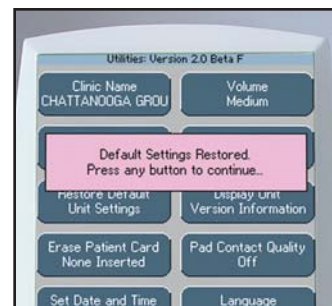 Utilities: Version 2.0 Beta F
Clinic Name
CHATTANOOGA GROU
Volume
Medium
Default Settings Restored.
Press any button to continue...
Restore Default
Unit Settings
Display Unit
Version Information
Erase Patient Card
None Inserted
Pad Contact Quality
Off
Set Date and Time
Language